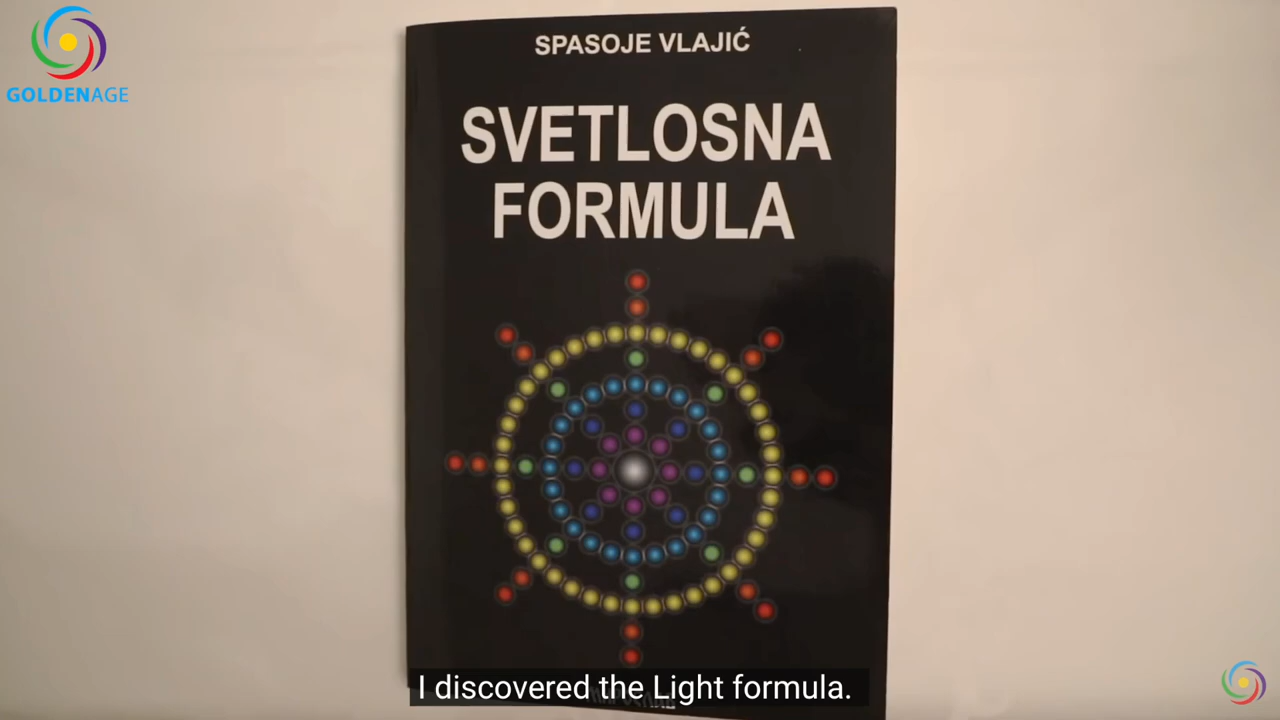 GOLDENAGE
SPASOJE VLAJIĆ
SVETLOSNA
FORMULA
I discovered the Light formula.